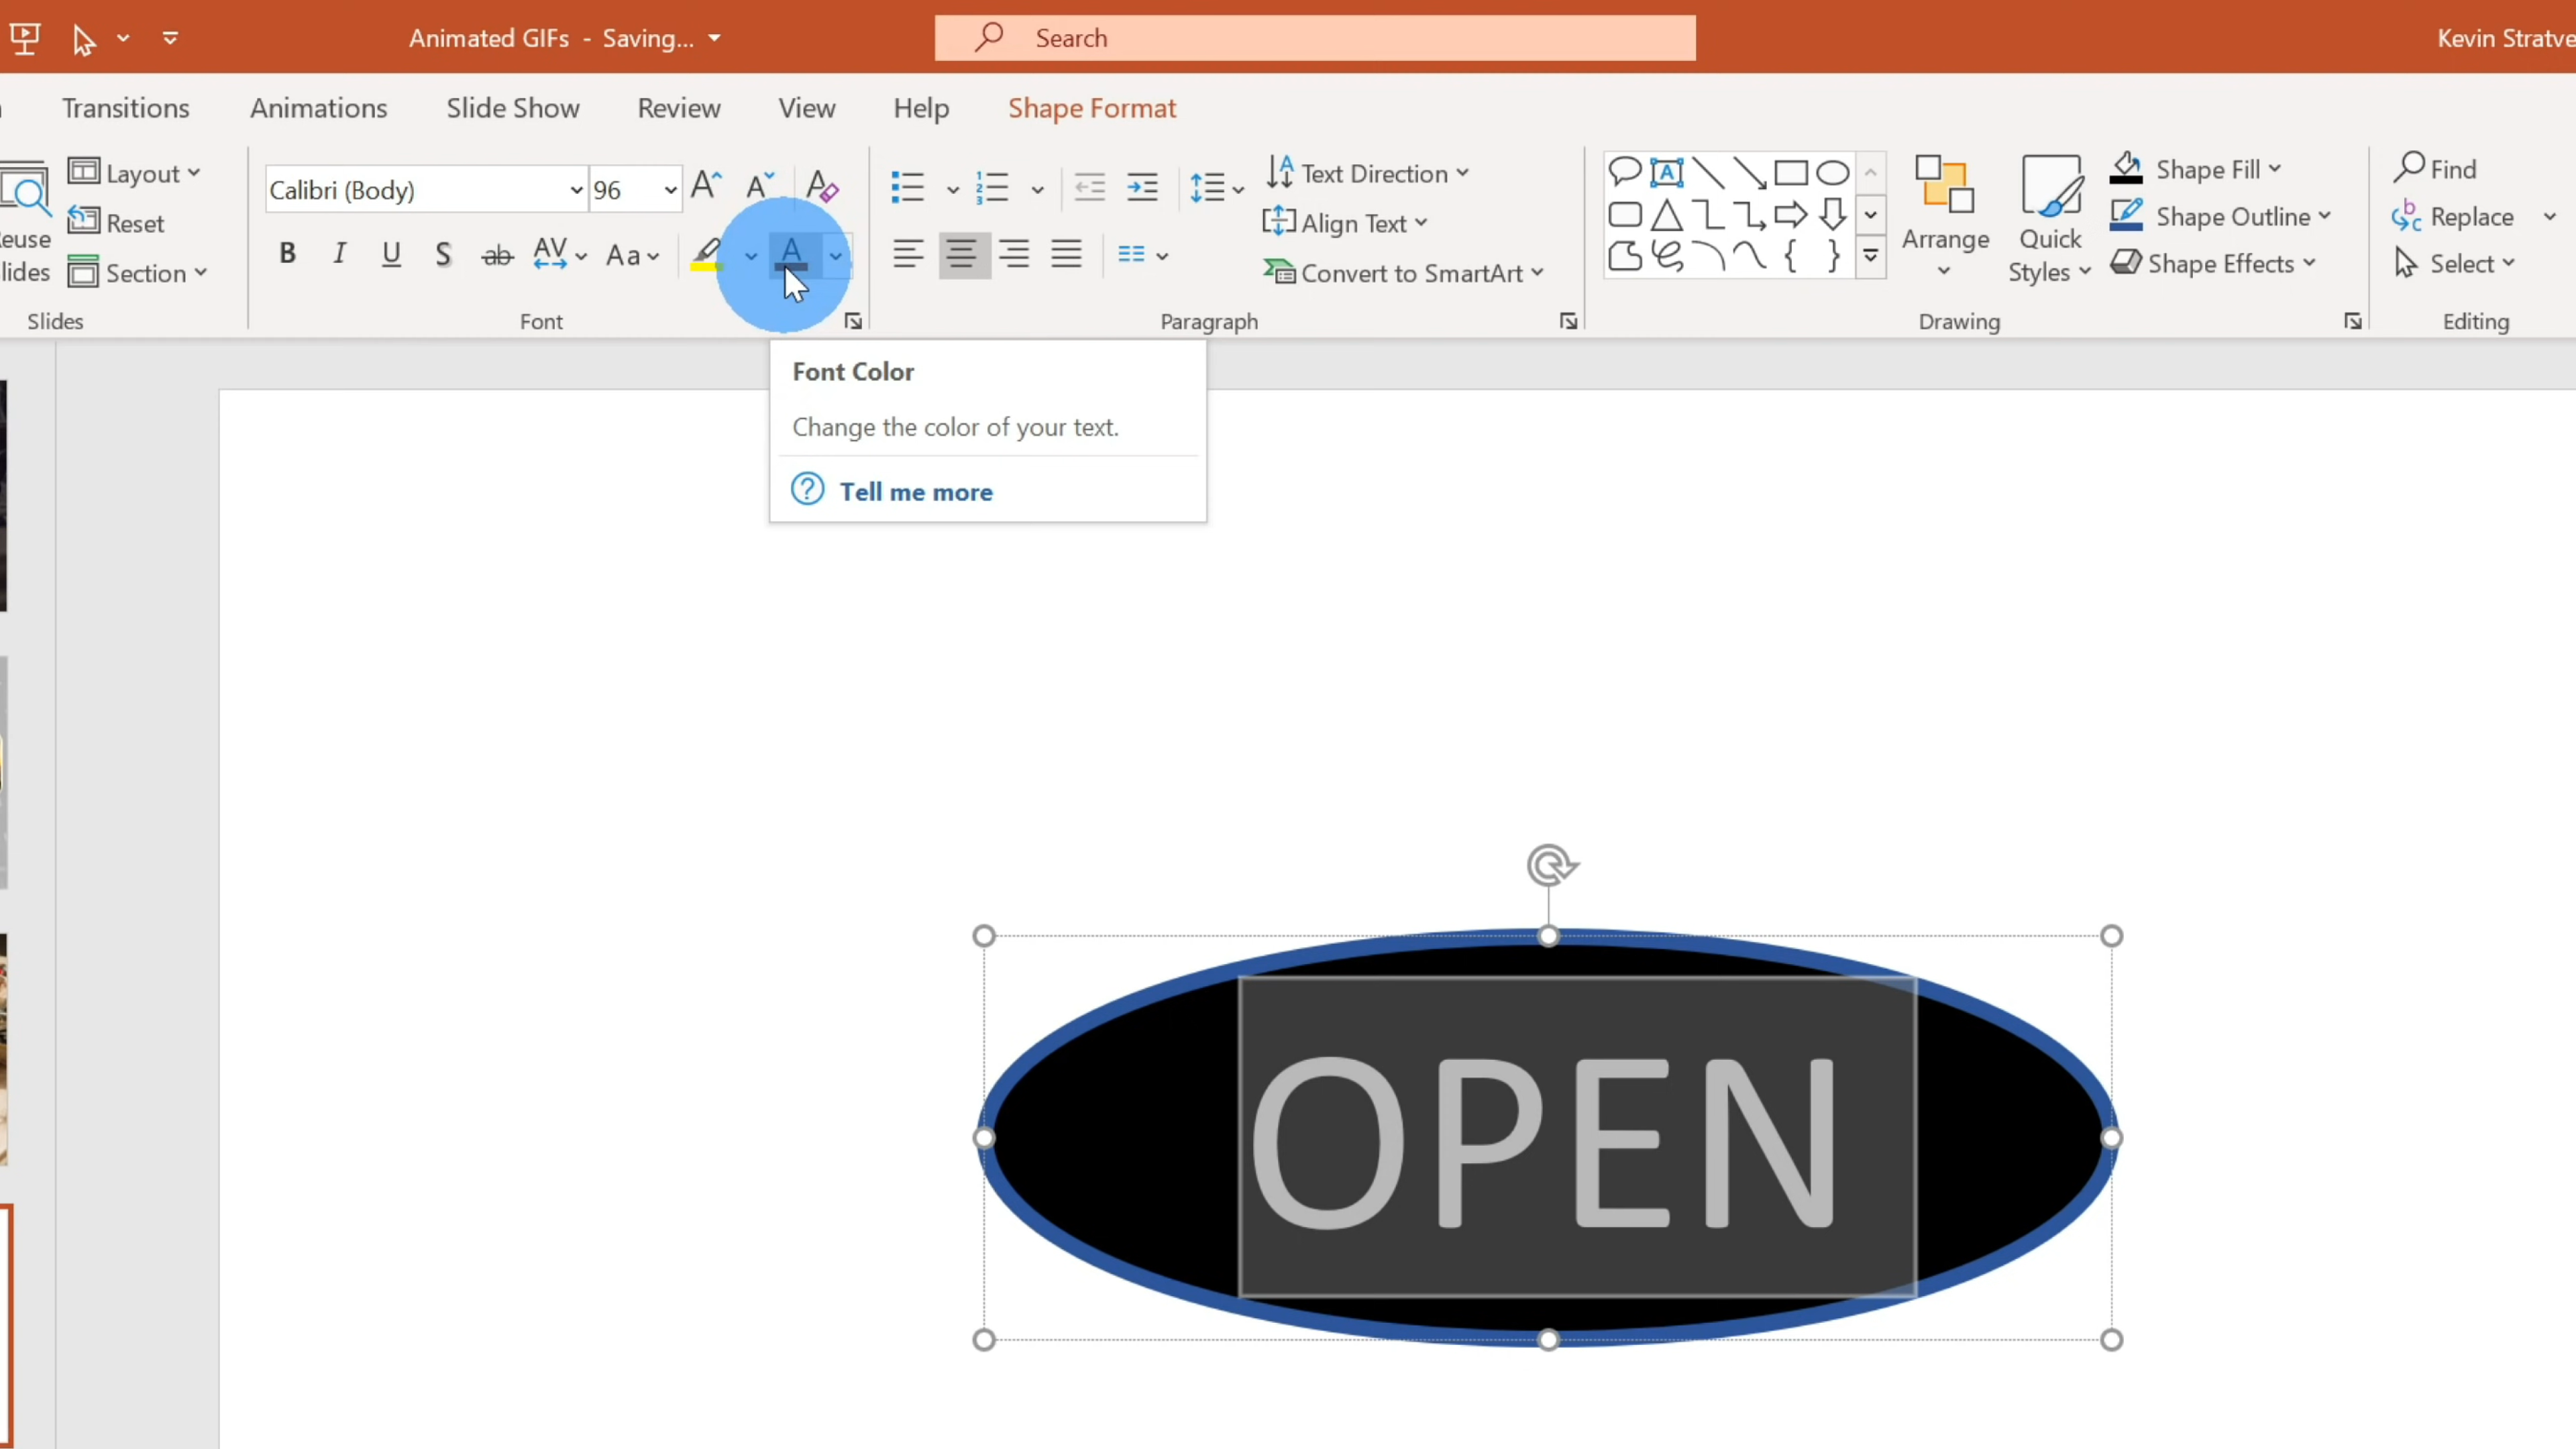 Animated GIFs - Saving...
Search
Kevin
Transitions Animations Slide Show Review View Help Shape Format
Layout
Reset
Section
Slides
Calibri (Body) 96
B I U S ab AV Aa
A
Font
Text Direction
Align Text
Convert to SmartArt
Paragraph
Arrange
Quick
Styles
Shape Fill
Shape Outline
Shape Effects
Drawing
Find
Replace
Select
Editing
Font Color
Change the color of your text.
Tell me more
OPEN